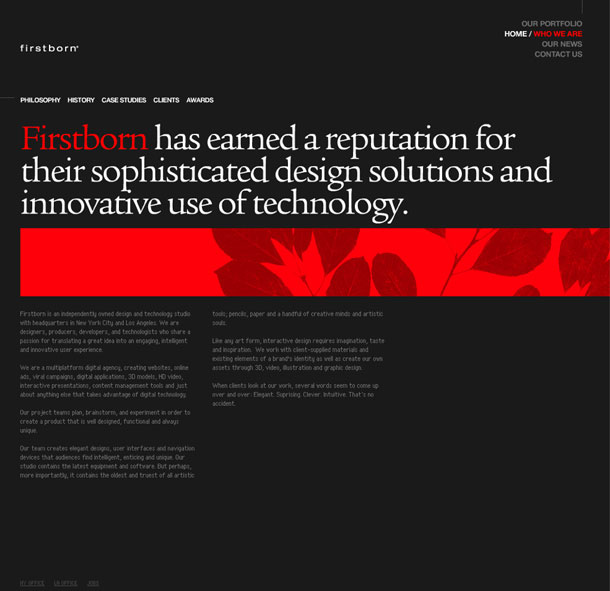 OUR PORTFOLIO
HOME / WHO WE ARE
OUR NEWS
CONTACT US
firstborn
PHILOSOPHY HISTORY CASE STUDIES CLIENTS AWARDS
Firstborn has earned a reputation for
their sophisticated design solutions and
innovative use of technology.
Firstborn is an independently owned design and technology studio
with headquarters in New York City and Los Angeles. We are
designers, producers, developers, and technologists who share a
passion for translating a great idea into an engaging, intelligent
and innovative user experience.
We are a multiplatform digital agency, creating websites, online
ads, viral campaigns, digital applications, 3D models, HD video,
interactive presentations, content management tools and just
about anything else that takes advantage of digital technology.
Our project teams plan, brainstorm, and experiment in order to
create a product that is well designed, functional and always
unique.
Our team creates elegant designs, user interfaces and navigation
devices that audiences find intelligent, enticing and unique. Our
studio contains the latest equipment and software. But perhaps,
more importantly, it contains the oldest and truest of all artistic
tools; pencils, paper and a handful of creative minds and artistic
souls.
Like any art form, interactive design requires imagination, taste
and inspiration. We work with client-supplied materials and
existing elements of a brand's identity as well as create our own
assets through 3D, video, illustration and graphic design.
When clients look at our work, several words seem to come up
over and over: Elegant. Suprising. Clever. Intuitive. That's no
accident.
NY OFFICE LA OFFICE JOBS